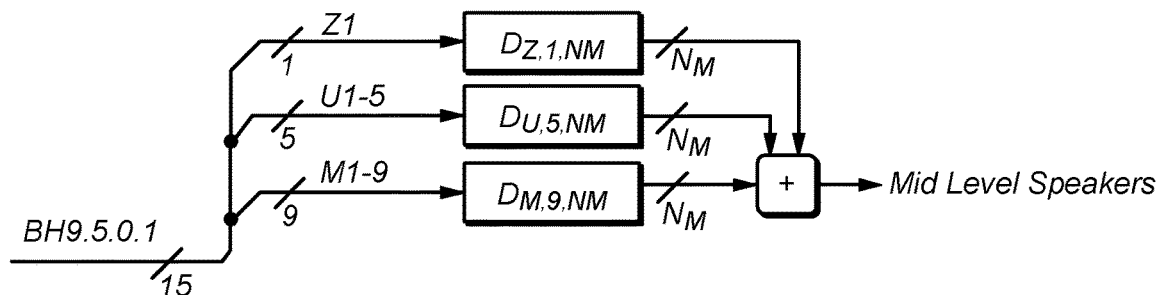 Z1
1
D_{Z,1,NM}
N_M
U1-5
5
D_{U,5,NM}
N_M
M1-9
9
D_{M,9,NM}
N_M
+
Mid Level Speakers
BH9.5.0.1
15